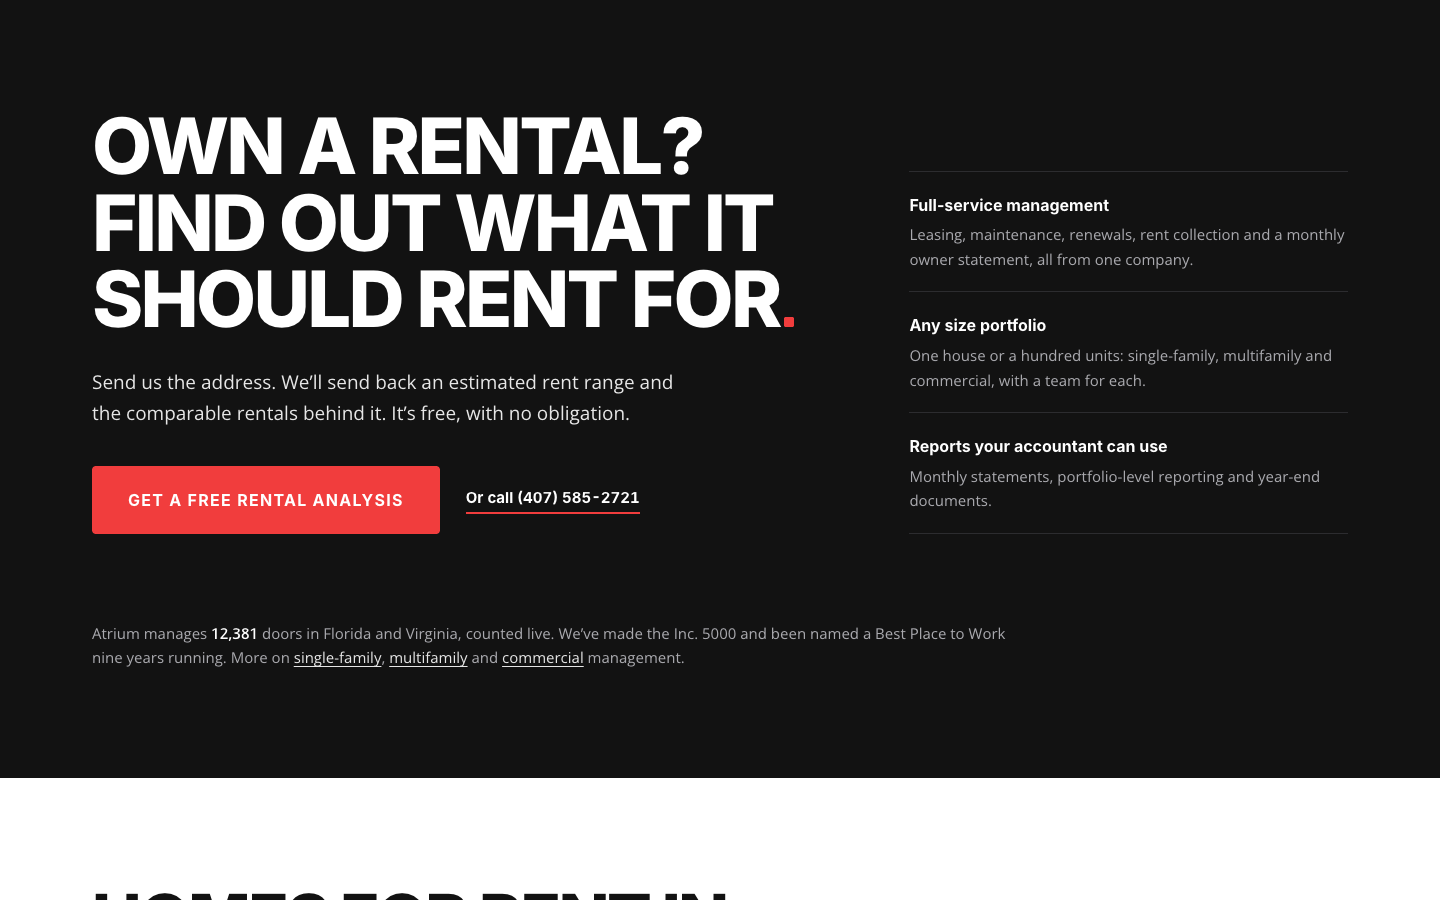 OWN A RENTAL?
FIND OUT WHAT IT
SHOULD RENT FOR.
Send us the address. We’ll send back an estimated rent range and
the comparable rentals behind it. It’s free, with no obligation.
GET A FREE RENTAL ANALYSIS
Or call (407) 585-2721
Full-service management
Leasing, maintenance, renewals, rent collection and a monthly
owner statement, all from one company.
Any size portfolio
One house or a hundred units: single-family, multifamily and
commercial, with a team for each.
Reports your accountant can use
Monthly statements, portfolio-level reporting and year-end
documents.
Atrium manages 12,381 doors in Florida and Virginia, counted live. We’ve made the Inc. 5000 and been named a Best Place to Work
nine years running. More on single-family, multifamily and commercial management.
HOMES FOR RENT IN